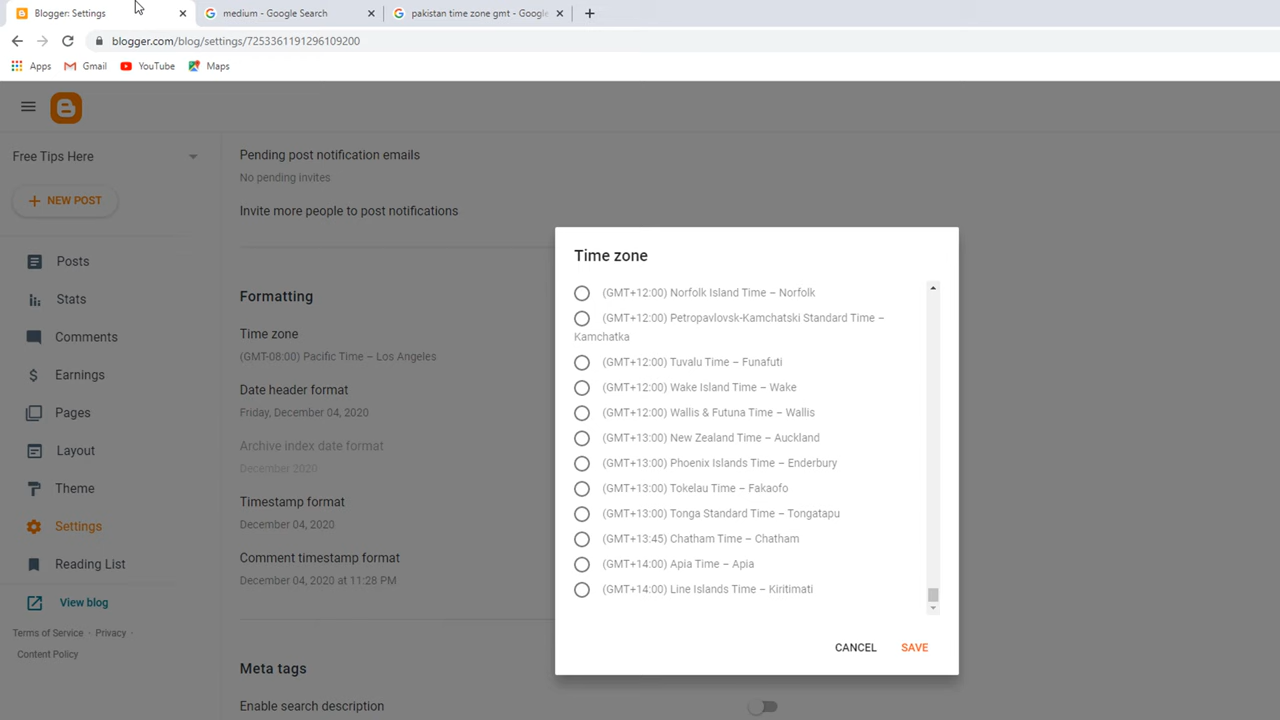 Blogger: Settings
medium - Google Search
pakistan time zone gmt - Google
blogger.com/blog/settings/7253361191296109200
Apps
Gmail
YouTube
Maps
Free Tips Here
NEW POST
Posts
Stats
Comments
Earnings
Pages
Layout
Theme
Settings
Reading List
View blog
Terms of Service · Privacy ·
Content Policy
Pending post notification emails
No pending invites
Invite more people to post notifications
Formatting
Time zone
(GMT-08:00) Pacific Time – Los Angeles
Date header format
Friday, December 04, 2020
Archive index date format
December 2020
Timestamp format
December 04, 2020
Comment timestamp format
December 04, 2020 at 11:28 PM
Meta tags
Enable search description
Time zone
(GMT+12:00) Norfolk Island Time – Norfolk
(GMT+12:00) Petropavlovsk-Kamchatski Standard Time –
Kamchatka
(GMT+12:00) Tuvalu Time – Funafuti
(GMT+12:00) Wake Island Time – Wake
(GMT+12:00) Wallis & Futuna Time – Wallis
(GMT+13:00) New Zealand Time – Auckland
(GMT+13:00) Phoenix Islands Time – Enderbury
(GMT+13:00) Tokelau Time – Fakaofo
(GMT+13:00) Tonga Standard Time – Tongatapu
(GMT+13:45) Chatham Time – Chatham
(GMT+14:00) Apia Time – Apia
(GMT+14:00) Line Islands Time – Kiritimati
CANCEL
SAVE